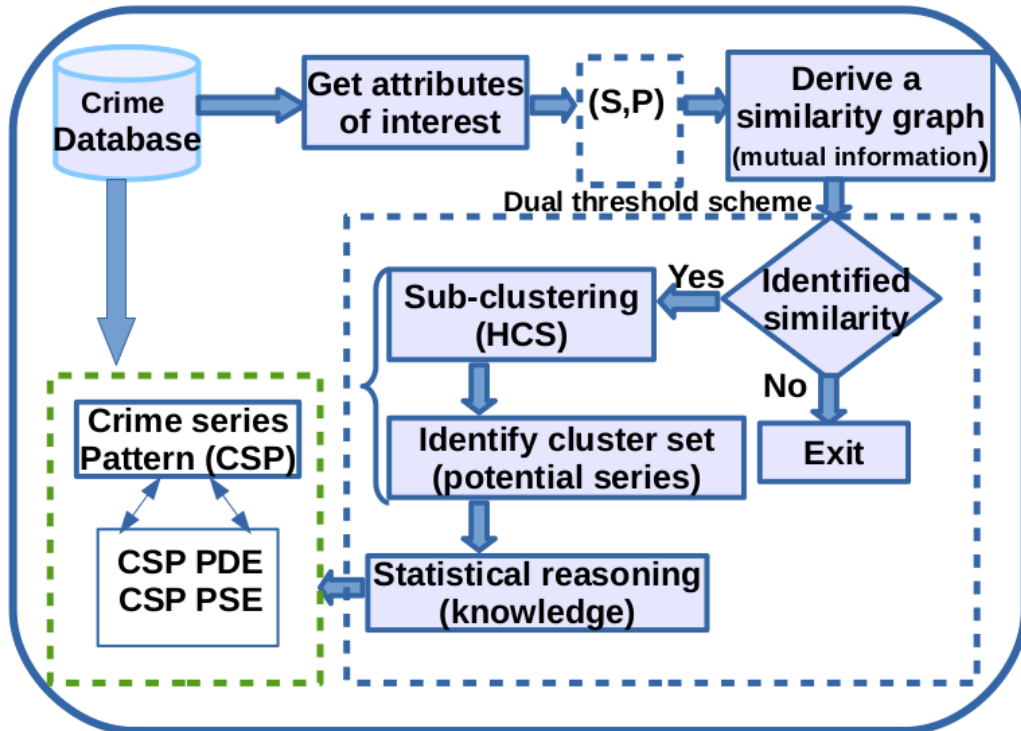 Crime
Database
Get attributes
of interest
(S,P)
Derive a
similarity graph
(mutual information)
Dual threshold scheme
Identified
similarity
Yes
No
Exit
Sub-clustering
(HCS)
Identify cluster set
(potential series)
Statistical reasoning
(knowledge)
Crime series
Pattern (CSP)
CSP PDE
CSP PSE